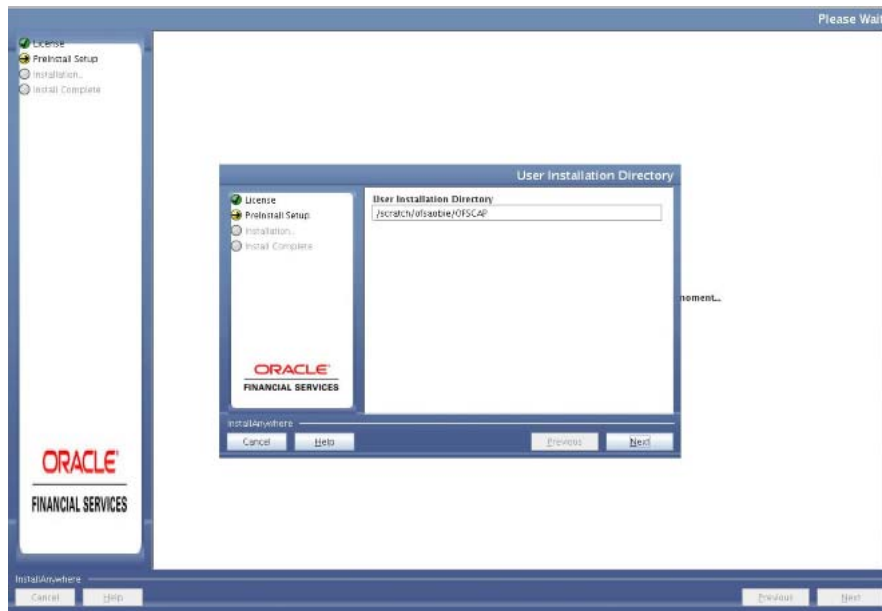 Please Wait
License
PreInstall Setup
Installation...
Install Complete
User Installation Directory
License
PreInstall Setup
Installation...
Install Complete
User Installation Directory
/scratch/ofsaobie/OFSCAP
moment...
ORACLE
FINANCIAL SERVICES
InstallAnywhere
Cancel
Help
Previous
Next
ORACLE
FINANCIAL SERVICES
InstallAnywhere
Cancel
Help
Previous
Next